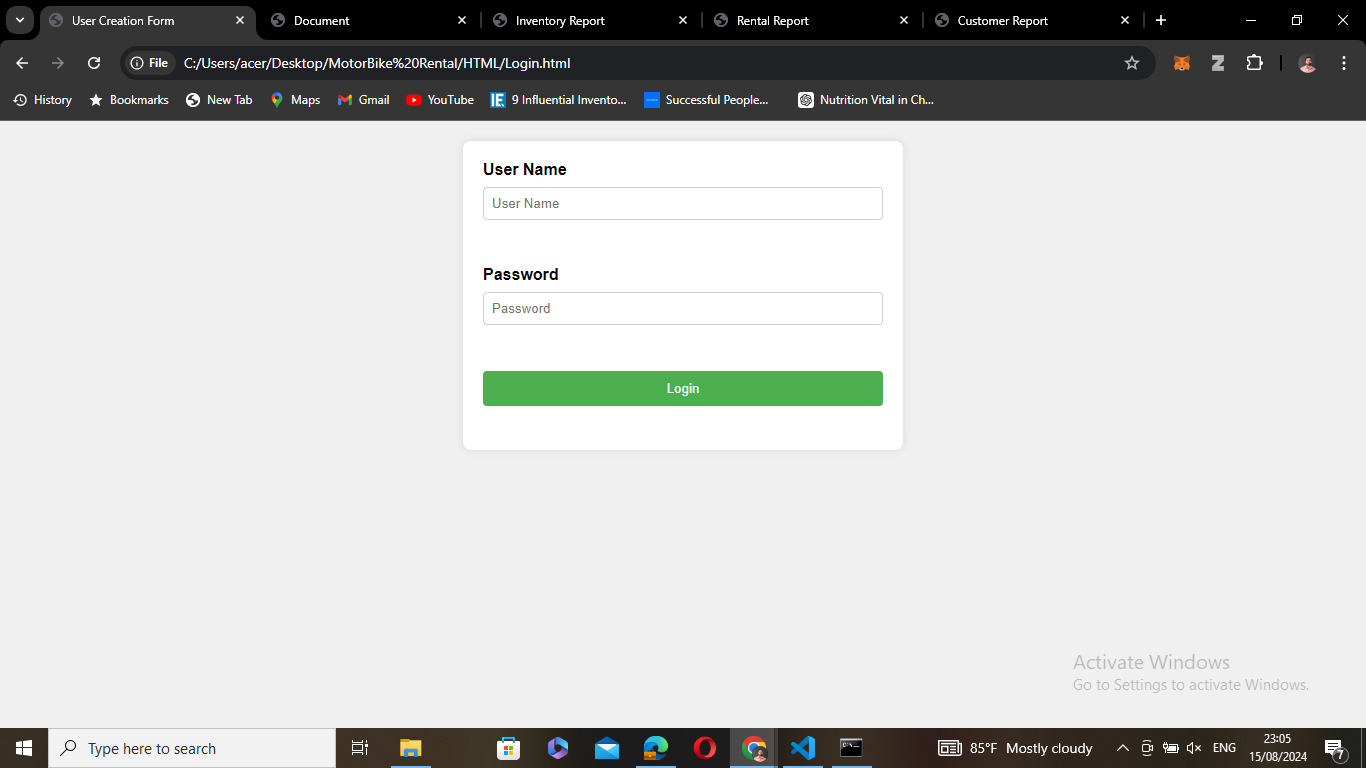 User Creation Form
Document
Inventory Report
Rental Report
Customer Report
File
C:/Users/acer/Desktop/MotorBike%20Rental/HTML/Login.html
Z
History
Bookmarks
New Tab
Maps
Gmail
YouTube
IE 9 Influential Invento...
Successful People...
Nutrition Vital in Ch...
User Name
User Name
Password
Password
Login
Activate Windows
Go to Settings to activate Windows.
Type here to search
85°F Mostly cloudy
ENG
23:05
15/08/2024
7